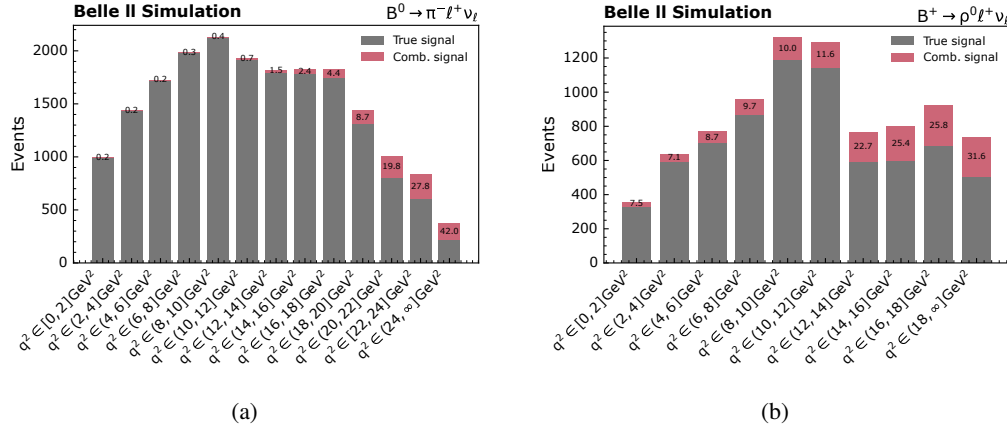 Belle II Simulation
B⁰ → π⁻ℓ⁺ν_ℓ
True signal
Comb. signal
Events
2000
1500
1000
500
0
0.2
0.2
0.2
0.3
0.4
0.7
1.5
2.4
4.4
8.7
19.8
27.8
42.0
q² ∈ [0, 2] GeV²
q² ∈ (2, 4] GeV²
q² ∈ (4, 6] GeV²
q² ∈ (6, 8] GeV²
q² ∈ (8, 10] GeV²
q² ∈ (10, 12] GeV²
q² ∈ (12, 14] GeV²
q² ∈ (14, 16] GeV²
q² ∈ (16, 18] GeV²
q² ∈ (18, 20] GeV²
q² ∈ (20, 22] GeV²
q² ∈ [22, 24] GeV²
q² ∈ (24, ∞] GeV²
(a)
Belle II Simulation
B⁺ → ρ⁰ℓ⁺ν_ℓ
True signal
Comb. signal
Events
1200
1000
800
600
400
200
0
7.5
7.1
8.7
9.7
10.0
11.6
22.7
25.4
25.8
31.6
q² ∈ [0, 2] GeV²
q² ∈ (2, 4] GeV²
q² ∈ (4, 6] GeV²
q² ∈ (6, 8] GeV²
q² ∈ (8, 10] GeV²
q² ∈ (10, 12] GeV²
q² ∈ (12, 14] GeV²
q² ∈ (14, 16] GeV²
q² ∈ (16, 18] GeV²
q² ∈ (18, ∞] GeV²
(b)